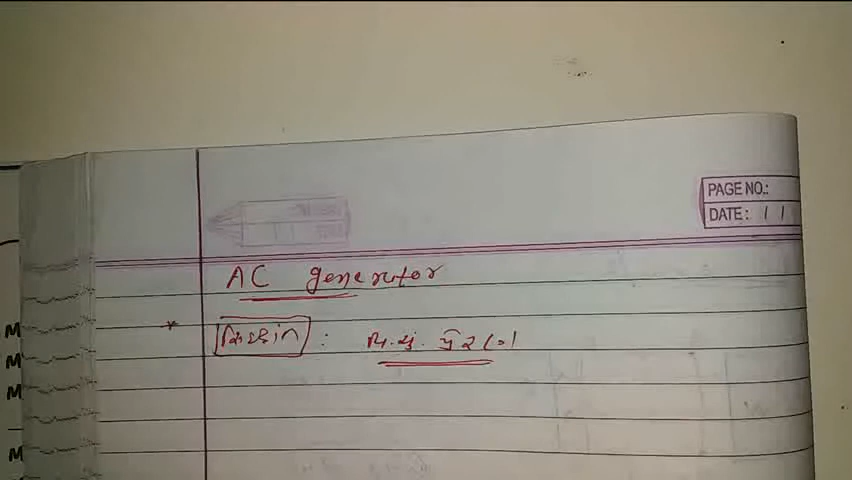 PAGE NO.:
DATE: / /
AC generator
* સિદ્ધાંત : વિ.ચું. પ્રેરણ
M
M
M
M